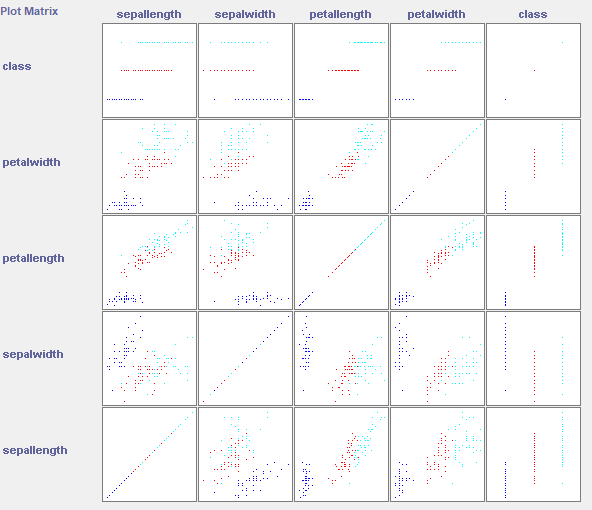 Plot Matrix
sepallength sepalwidth petallength petalwidth class
class
petalwidth
petallength
sepalwidth
sepallength